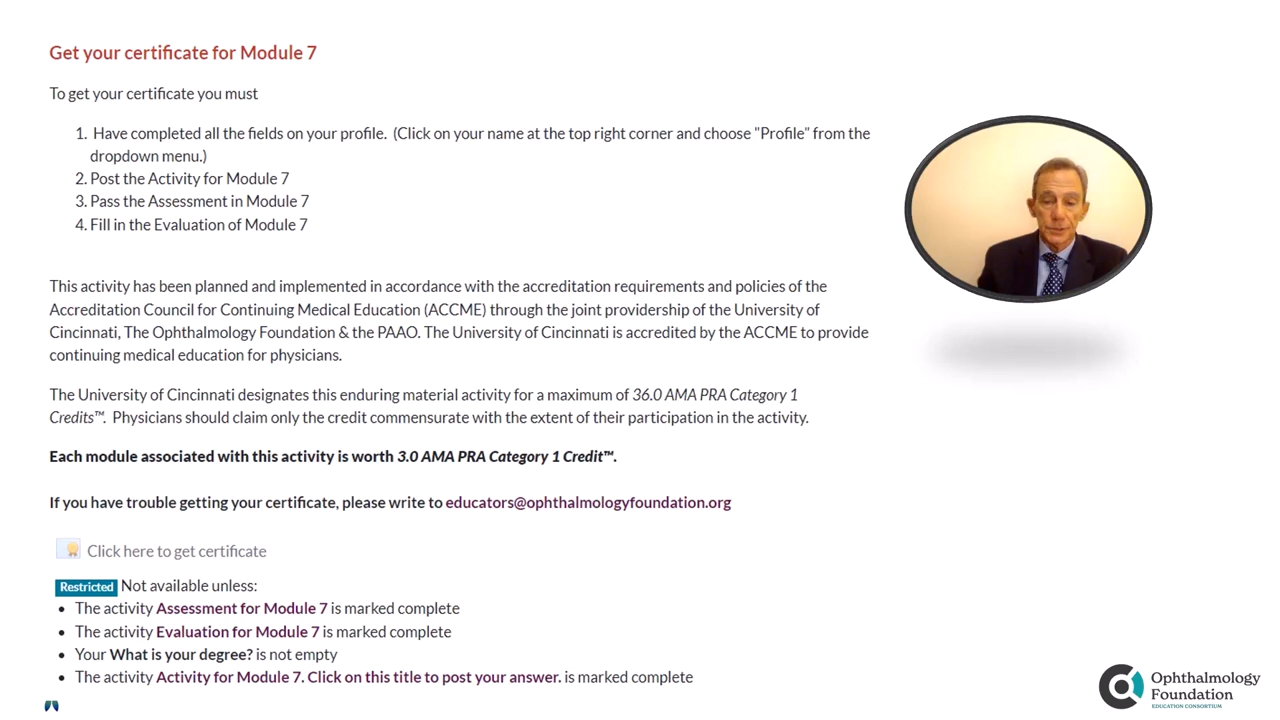 Get your certificate for Module 7
To get your certificate you must
1. Have completed all the fields on your profile. (Click on your name at the top right corner and choose "Profile" from the
dropdown menu.)
2. Post the Activity for Module 7
3. Pass the Assessment in Module 7
4. Fill in the Evaluation of Module 7
This activity has been planned and implemented in accordance with the accreditation requirements and policies of the
Accreditation Council for Continuing Medical Education (ACCME) through the joint providership of the University of
Cincinnati, The Ophthalmology Foundation & the PAAO. The University of Cincinnati is accredited by the ACCME to provide
continuing medical education for physicians.
The University of Cincinnati designates this enduring material activity for a maximum of 36.0 AMA PRA Category 1
Credits™. Physicians should claim only the credit commensurate with the extent of their participation in the activity.
Each module associated with this activity is worth 3.0 AMA PRA Category 1 Credit™.
If you have trouble getting your certificate, please write to educators@ophthalmologyfoundation.org
Click here to get certificate
Restricted Not available unless:
• The activity Assessment for Module 7 is marked complete
• The activity Evaluation for Module 7 is marked complete
• Your What is your degree? is not empty
• The activity Activity for Module 7. Click on this title to post your answer. is marked complete
Ophthalmology
Foundation
EDUCATION CONSORTIUM